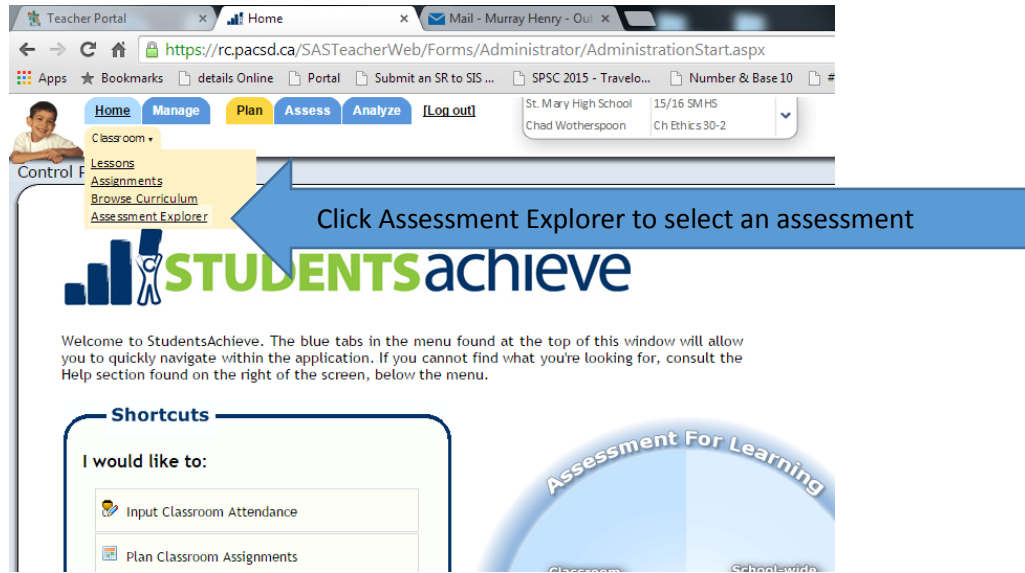 Teacher Portal
Home
Mail - Murray Henry - Out
https://rc.pacsd.ca/SASTeacherWeb/Forms/Administrator/AdministrationStart.aspx
Apps Bookmarks details Online Portal Submit an SR to SIS ... SPSC 2015 - Travelo... Number & Base 10 #
Home Manage Plan Assess Analyze [Log out]
St. Mary High School 15/16 SMHS
Chad Wotherspoon Ch Ethics 30-2
Classroom
Control
Lessons
Assignments
Browse Curriculum
Assessment Explorer
Click Assessment Explorer to select an assessment
STUDENTSachieve
Welcome to StudentsAchieve. The blue tabs in the menu found at the top of this window will allow
you to quickly navigate within the application. If you cannot find what you're looking for, consult the
Help section found on the right of the screen, below the menu.
Shortcuts
I would like to:
Input Classroom Attendance
Plan Classroom Assignments
Assessment For Learning
Classroom School-wide